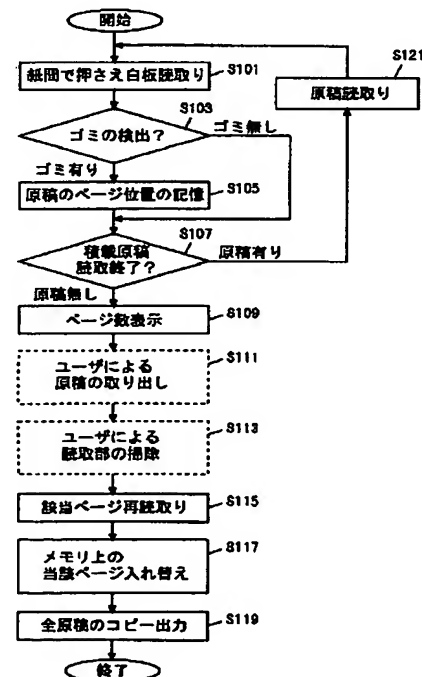 開始
紙間で押さえ白板読取り
S101
S121
原稿読取り
S103
ゴミの検出?
ゴミ無し
ゴミ有り
原稿のページ位置の記憶
S105
S107
積載原稿
読取終了?
原稿有り
原稿無し
ページ数表示
S109
ユーザによる
原稿の取り出し
S111
ユーザによる
読取部の掃除
S113
該当ページ再読取り
S115
メモリ上の
当該ページ入れ替え
S117
全原稿のコピー出力
S119
終了